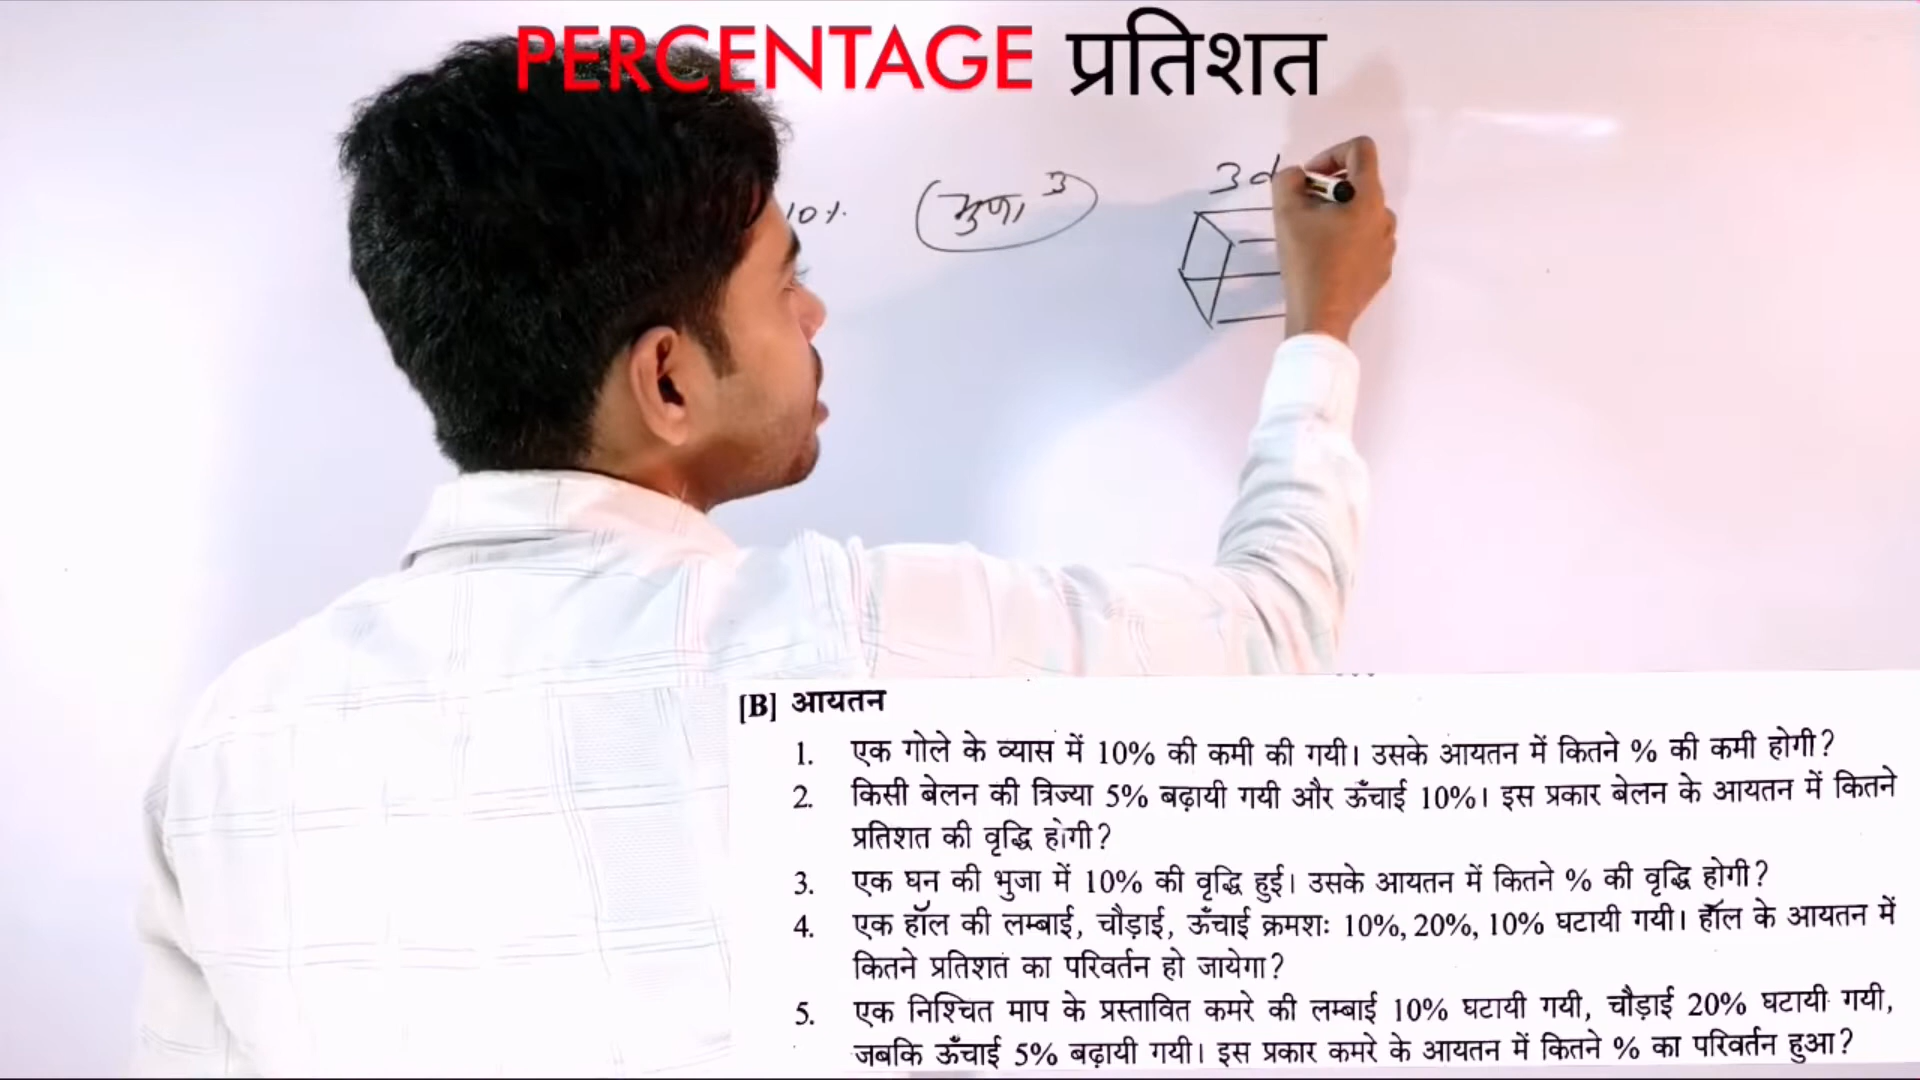 PERCENTAGE प्रतिशत
10%
(भुजा³)
3d
[B] आयतन
1. एक गोले के व्यास में 10% की कमी की गयी। उसके आयतन में कितने % की कमी होगी?
2. किसी बेलन की त्रिज्या 5% बढ़ायी गयी और ऊँचाई 10%। इस प्रकार बेलन के आयतन में कितने
प्रतिशत की वृद्धि होगी?
3. एक घन की भुजा में 10% की वृद्धि हुई। उसके आयतन में कितने % की वृद्धि होगी?
4. एक हॉल की लम्बाई, चौड़ाई, ऊँचाई क्रमशः 10%, 20%, 10% घटायी गयी। हॉल के आयतन में
कितने प्रतिशत का परिवर्तन हो जायेगा?
5. एक निश्चित माप के प्रस्तावित कमरे की लम्बाई 10% घटायी गयी, चौड़ाई 20% घटायी गयी,
जबकि ऊँचाई 5% बढ़ायी गयी। इस प्रकार कमरे के आयतन में कितने % का परिवर्तन हुआ?